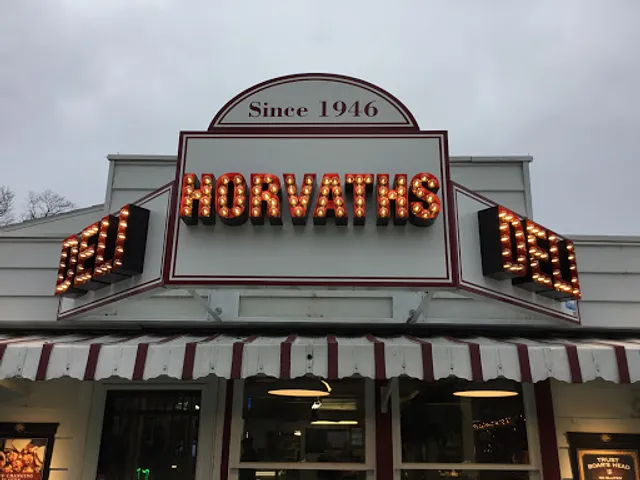 Since 1946
HORVATHS
DELI
DELI
TRUST
BOAR'S HEAD